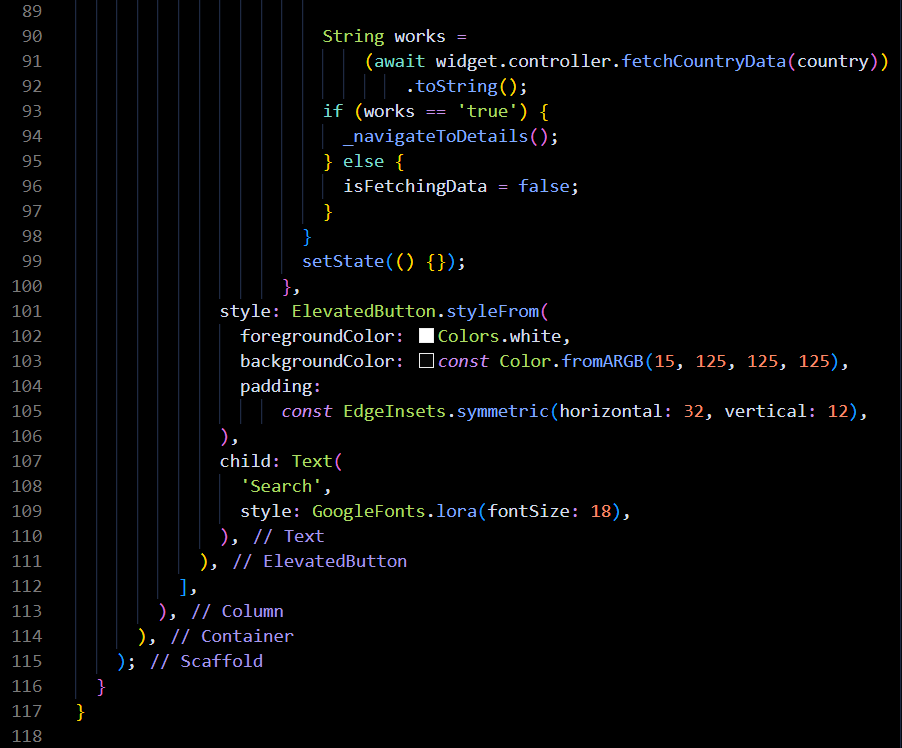 89
90 String works =
91 (await widget.controller.fetchCountryData(country))
92 .toString();
93 if (works == 'true') {
94 _navigateToDetails();
95 } else {
96 isFetchingData = false;
97 }
98 }
99 setState(() {});
100 },
101 style: ElevatedButton.styleFrom(
102 foregroundColor: Colors.white,
103 backgroundColor: const Color.fromARGB(15, 125, 125, 125),
104 padding:
105 const EdgeInsets.symmetric(horizontal: 32, vertical: 12),
106 ),
107 child: Text(
108 'Search',
109 style: GoogleFonts.lora(fontSize: 18),
110 ), // Text
111 ), // ElevatedButton
112 ],
113 ), // Column
114 ), // Container
115 ); // Scaffold
116 }
117 }
118